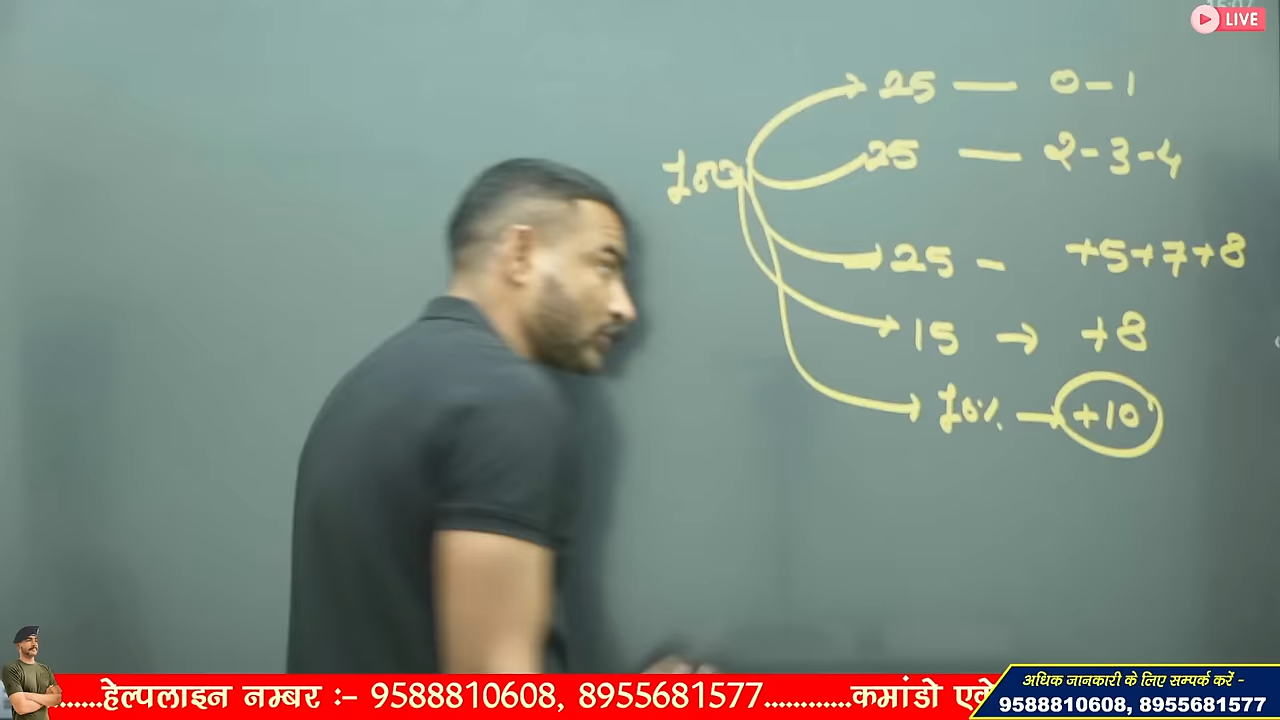 LIVE
25 — 0-1
100 25 — 2-3-4
25 - +5+7+8
15 → +8
10% → +10
.......हेल्पलाइन नम्बर :- 9588810608, 8955681577............कमांडो एके
अधिक जानकारी के लिए सम्पर्क करें -
9588810608, 8955681577